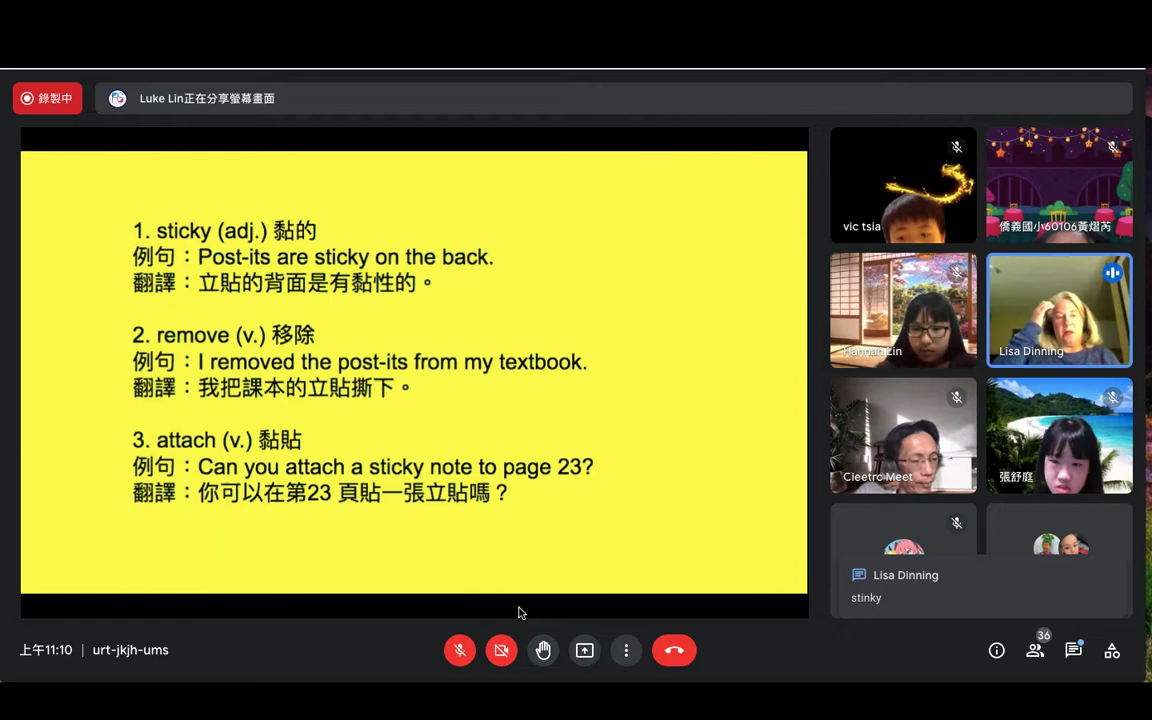 錄製中
Luke Lin正在分享螢幕畫面
1. sticky (adj.) 黏的
例句：Post-its are sticky on the back.
翻譯：立貼的背面是有黏性的。
2. remove (v.) 移除
例句：I removed the post-its from my textbook.
翻譯：我把課本的立貼撕下。
3. attach (v.) 黏貼
例句：Can you attach a sticky note to page 23?
翻譯：你可以在第23 頁貼一張立貼嗎？
vic tsia
僑義國小60106黃熠芮
Hannah Lin
Lisa Dinning
Cleetrc Meet
張舒庭
Lisa Dinning
stinky
上午11:10 | urt-jkjh-ums
36